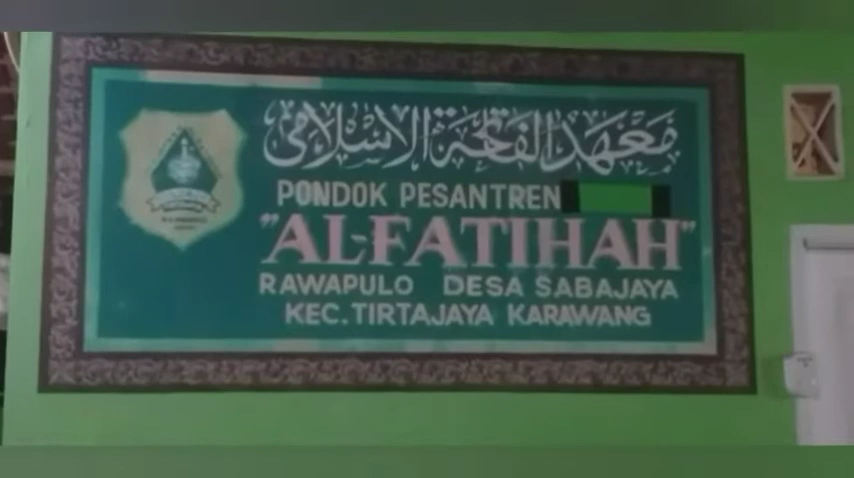 معهد الفتحة الاسلامي
PONDOK PESANTREN
"AL-FATIHAH"
RAWAPULO DESA SABAJAYA
KEC. TIRTAJAYA KARAWANG